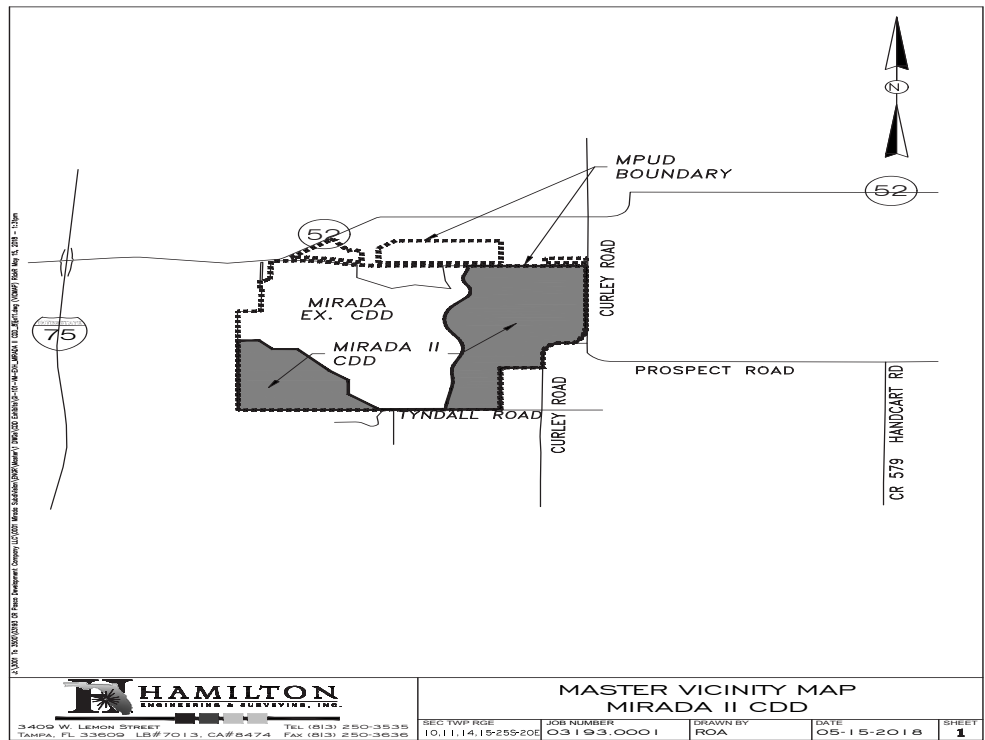 MPUD
BOUNDARY
52
52
CURLEY ROAD
MIRADA
EX. CDD
MIRADA II
CDD
75
PROSPECT ROAD
TYNDALL ROAD
CURLEY ROAD
CR 579 HANDCART RD
N
HAMILTON
ENGINEERING & SURVEYING, INC.
3409 W. LEMON STREET
TAMPA, FL 33609 LB#7013, CA#8474
TEL (813) 250-3535
FAX (813) 250-3636
MASTER VICINITY MAP
MIRADA II CDD
SEC TWP RGE
10,11,14,15-25S-20E
JOB NUMBER
03193.0001
DRAWN BY
ROA
DATE
05-15-2018
SHEET
1